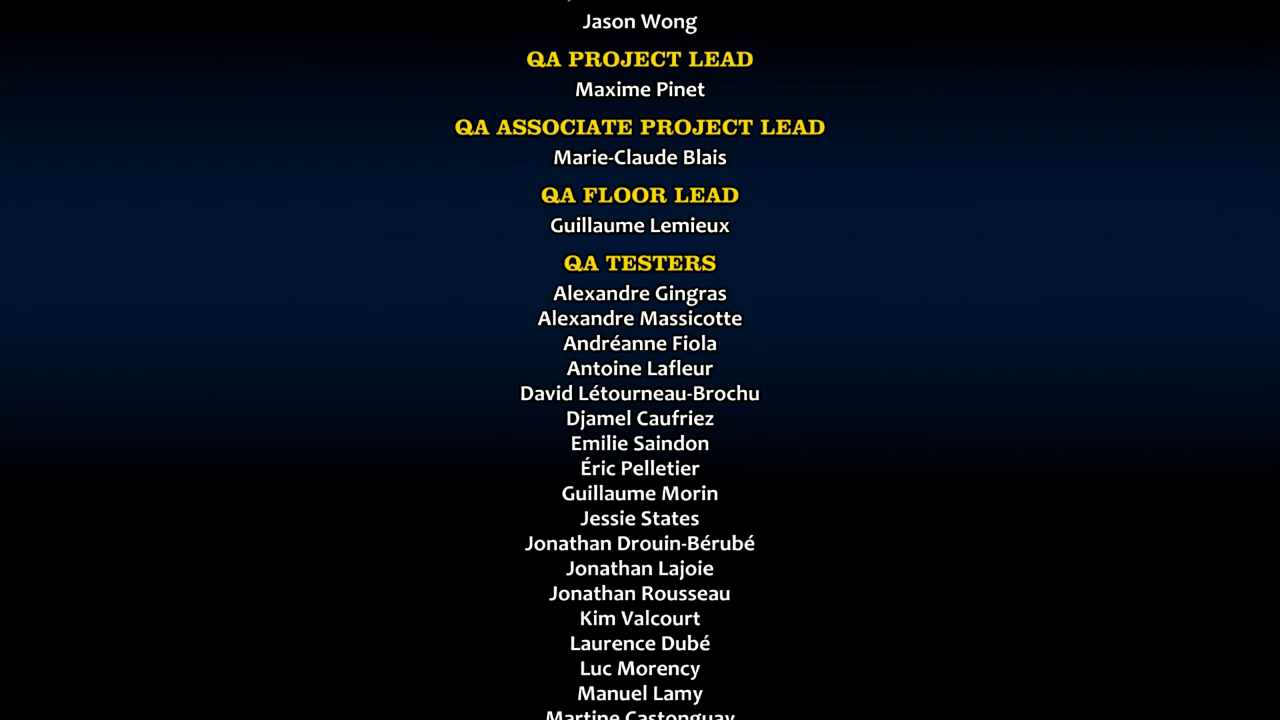 Jason Wong
QA PROJECT LEAD
Maxime Pinet
QA ASSOCIATE PROJECT LEAD
Marie-Claude Blais
QA FLOOR LEAD
Guillaume Lemieux
QA TESTERS
Alexandre Gingras
Alexandre Massicotte
Andréanne Fiola
Antoine Lafleur
David Létourneau-Brochu
Djamel Caufriez
Emilie Saindon
Éric Pelletier
Guillaume Morin
Jessie States
Jonathan Drouin-Bérubé
Jonathan Lajoie
Jonathan Rousseau
Kim Valcourt
Laurence Dubé
Luc Morency
Manuel Lamy
Martine Castonguay